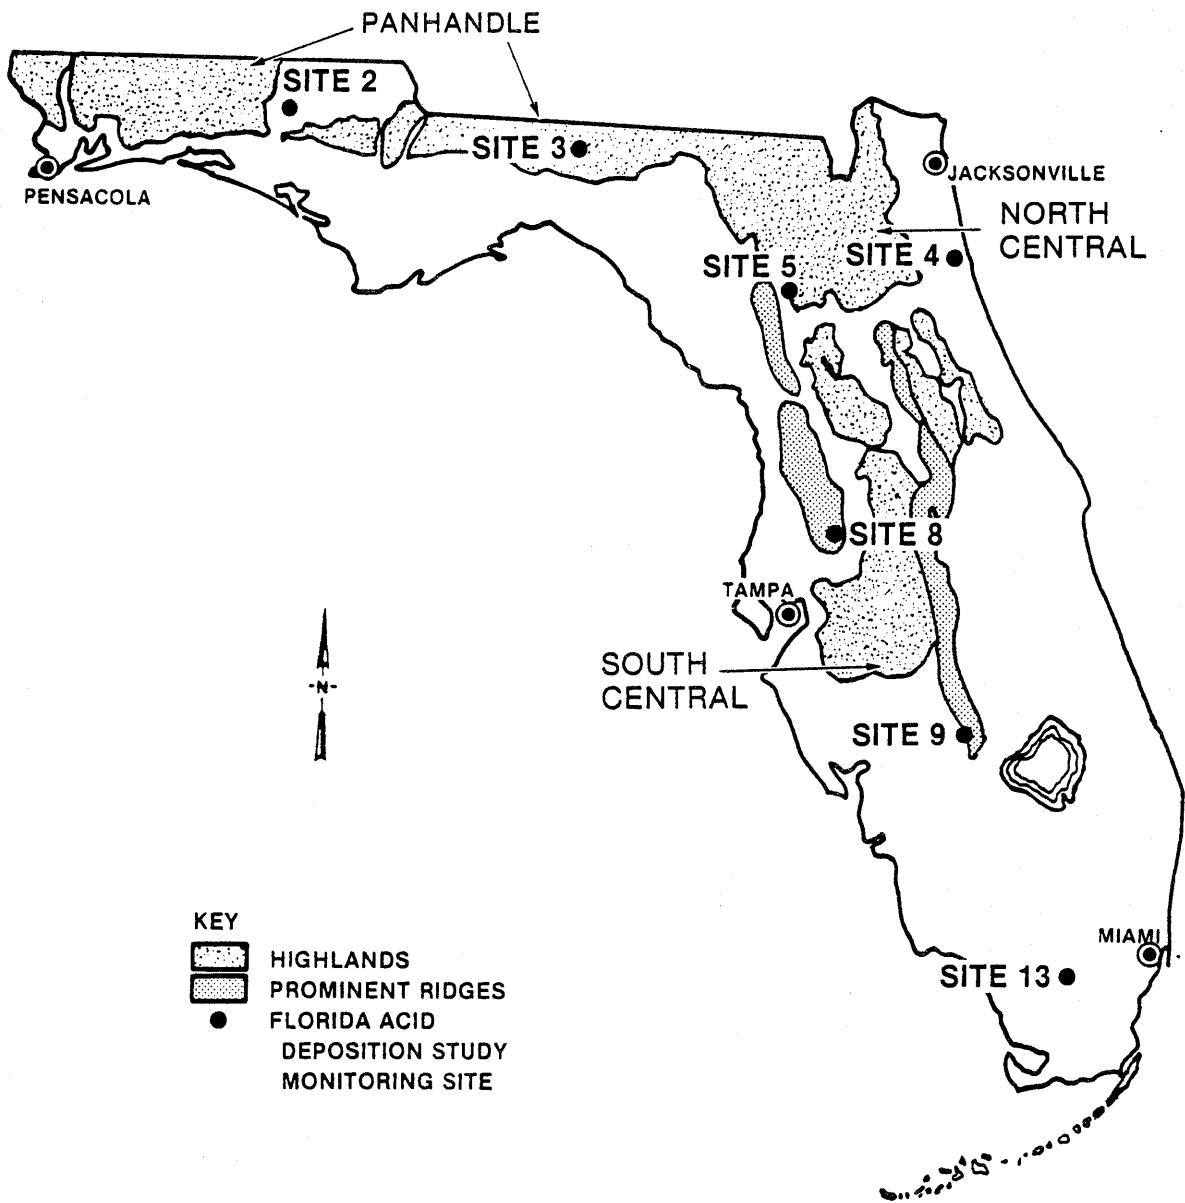 PANHANDLE
SITE 2
SITE 3
PENSACOLA
JACKSONVILLE
NORTH
CENTRAL
SITE 4
SITE 5
SITE 8
TAMPA
SOUTH
CENTRAL
-N-
SITE 9
KEY
HIGHLANDS
PROMINENT RIDGES
FLORIDA ACID
DEPOSITION STUDY
MONITORING SITE
MIAMI
SITE 13